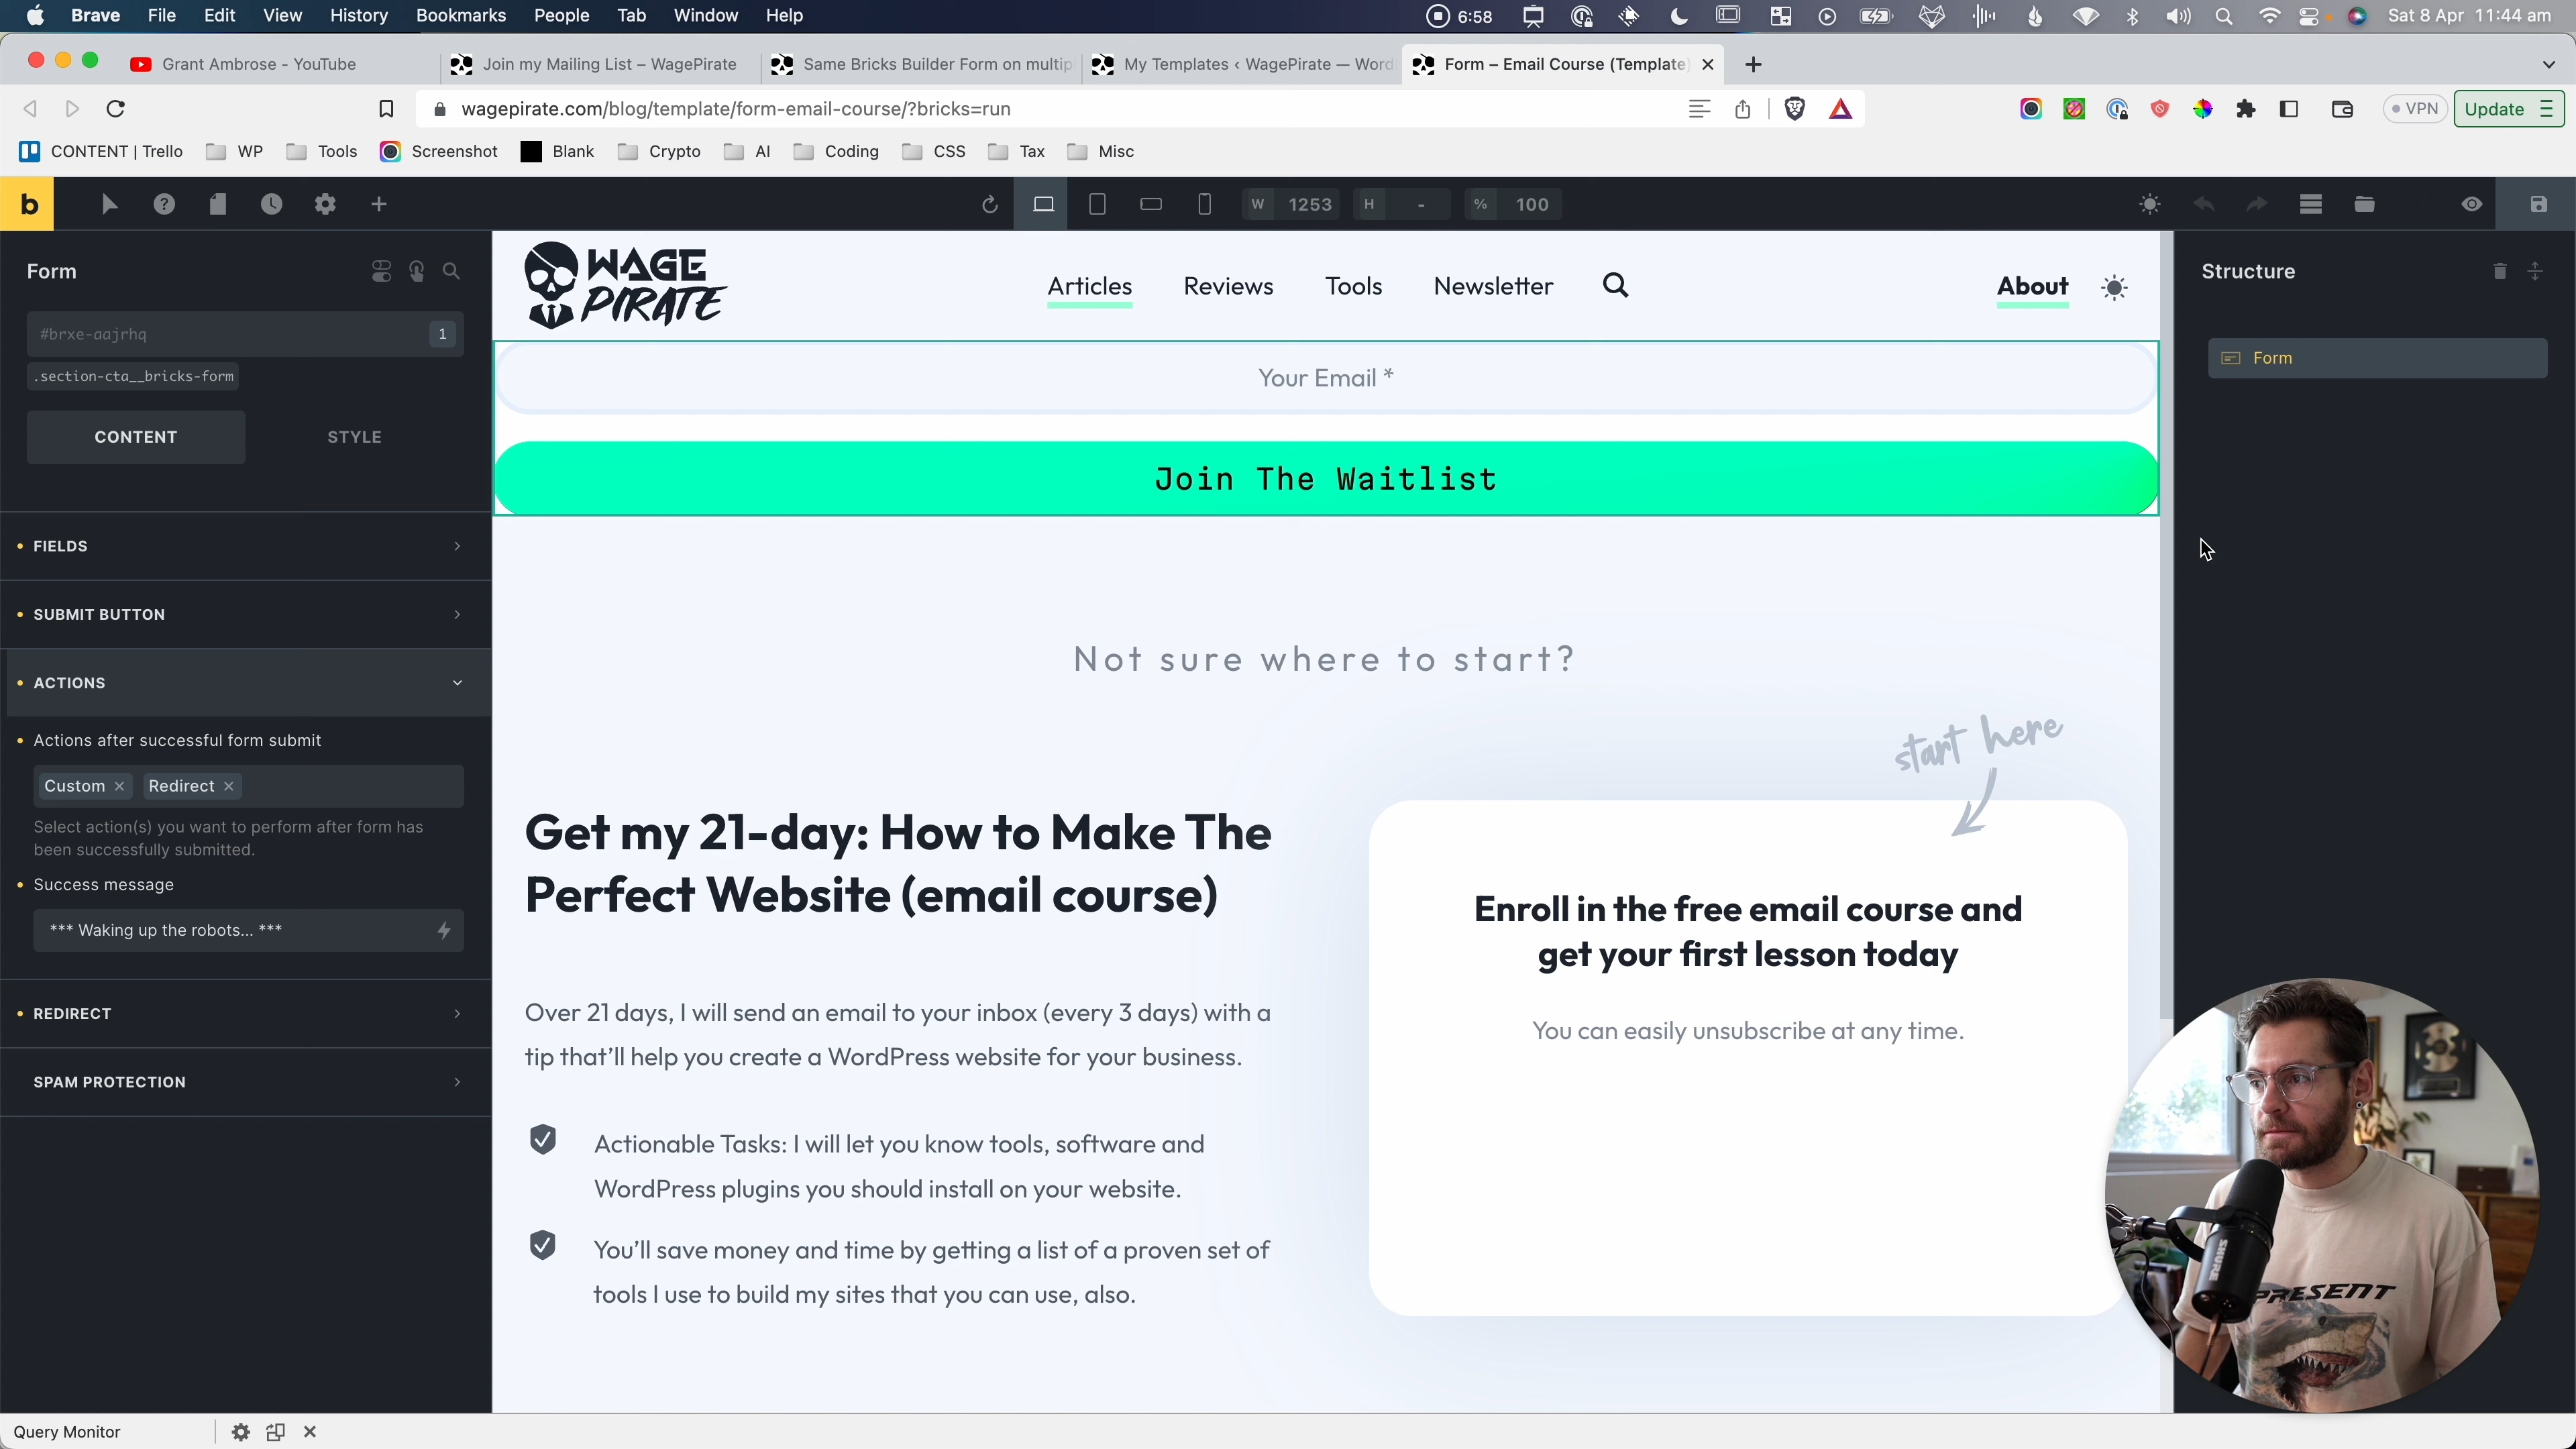 Brave File Edit View History Bookmarks People Tab Window Help 6:58 Sat 8 Apr 11:44 am
Grant Ambrose - YouTube Join my Mailing List – WagePirate Same Bricks Builder Form on multip My Templates ‹ WagePirate — Word Form – Email Course (Template)
wagepirate.com/blog/template/form-email-course/?bricks=run VPN Update
CONTENT | Trello WP Tools Screenshot Blank Crypto AI Coding CSS Tax Misc
b W 1253 H - % 100
Form
#brxe-aajrhq 1
.section-cta__bricks-form
CONTENT STYLE
FIELDS
SUBMIT BUTTON
ACTIONS
Actions after successful form submit
Custom Redirect
Select action(s) you want to perform after form has
been successfully submitted.
Success message
*** Waking up the robots... ***
REDIRECT
SPAM PROTECTION
WAGE
PIRATE
Articles Reviews Tools Newsletter About
Your Email *
Join The Waitlist
Not sure where to start?
start here
Get my 21-day: How to Make The
Perfect Website (email course)
Over 21 days, I will send an email to your inbox (every 3 days) with a
tip that'll help you create a WordPress website for your business.
Actionable Tasks: I will let you know tools, software and
WordPress plugins you should install on your website.
You'll save money and time by getting a list of a proven set of
tools I use to build my sites that you can use, also.
Enroll in the free email course and
get your first lesson today
You can easily unsubscribe at any time.
Structure
Form
SHURE
PRESENT
Query Monitor